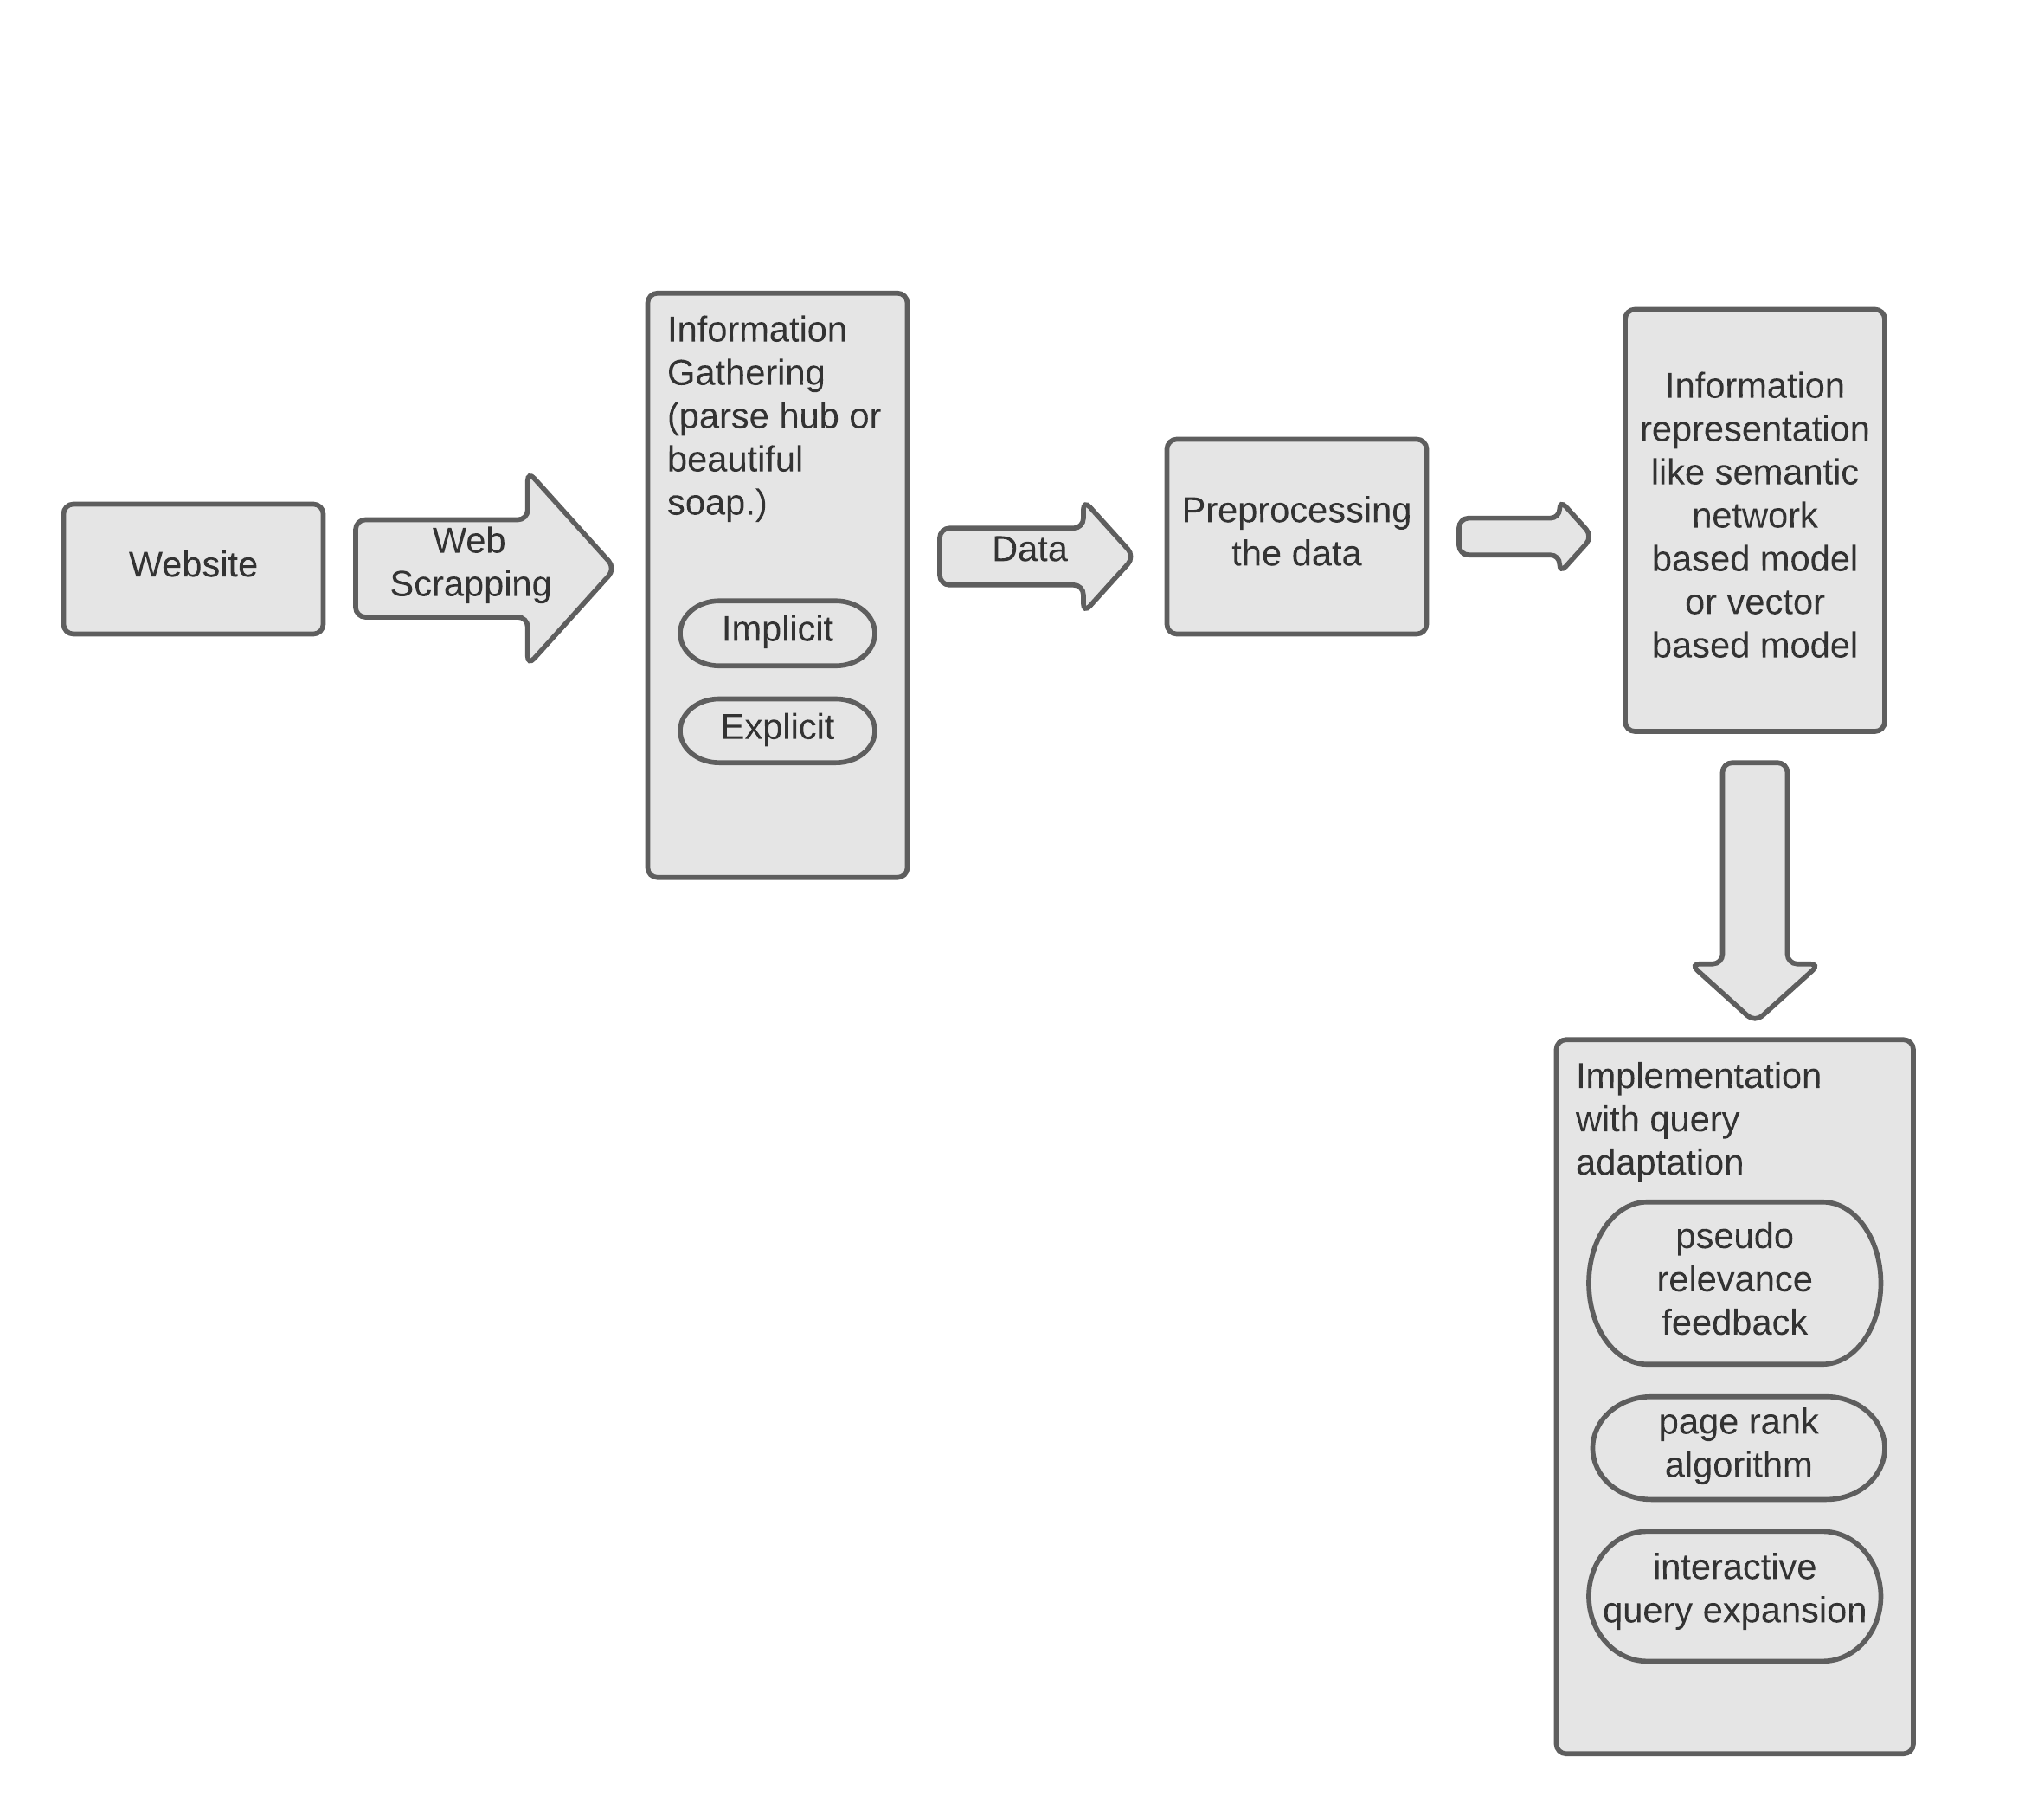 Website
Web
Scrapping
Information
Gathering
(parse hub or
beautiful
soap.)
Implicit
Explicit
Data
Preprocessing
the data
Information
representation
like semantic
network
based model
or vector
based model
Implementation
with query
adaptation
pseudo
relevance
feedback
page rank
algorithm
interactive
query expansion